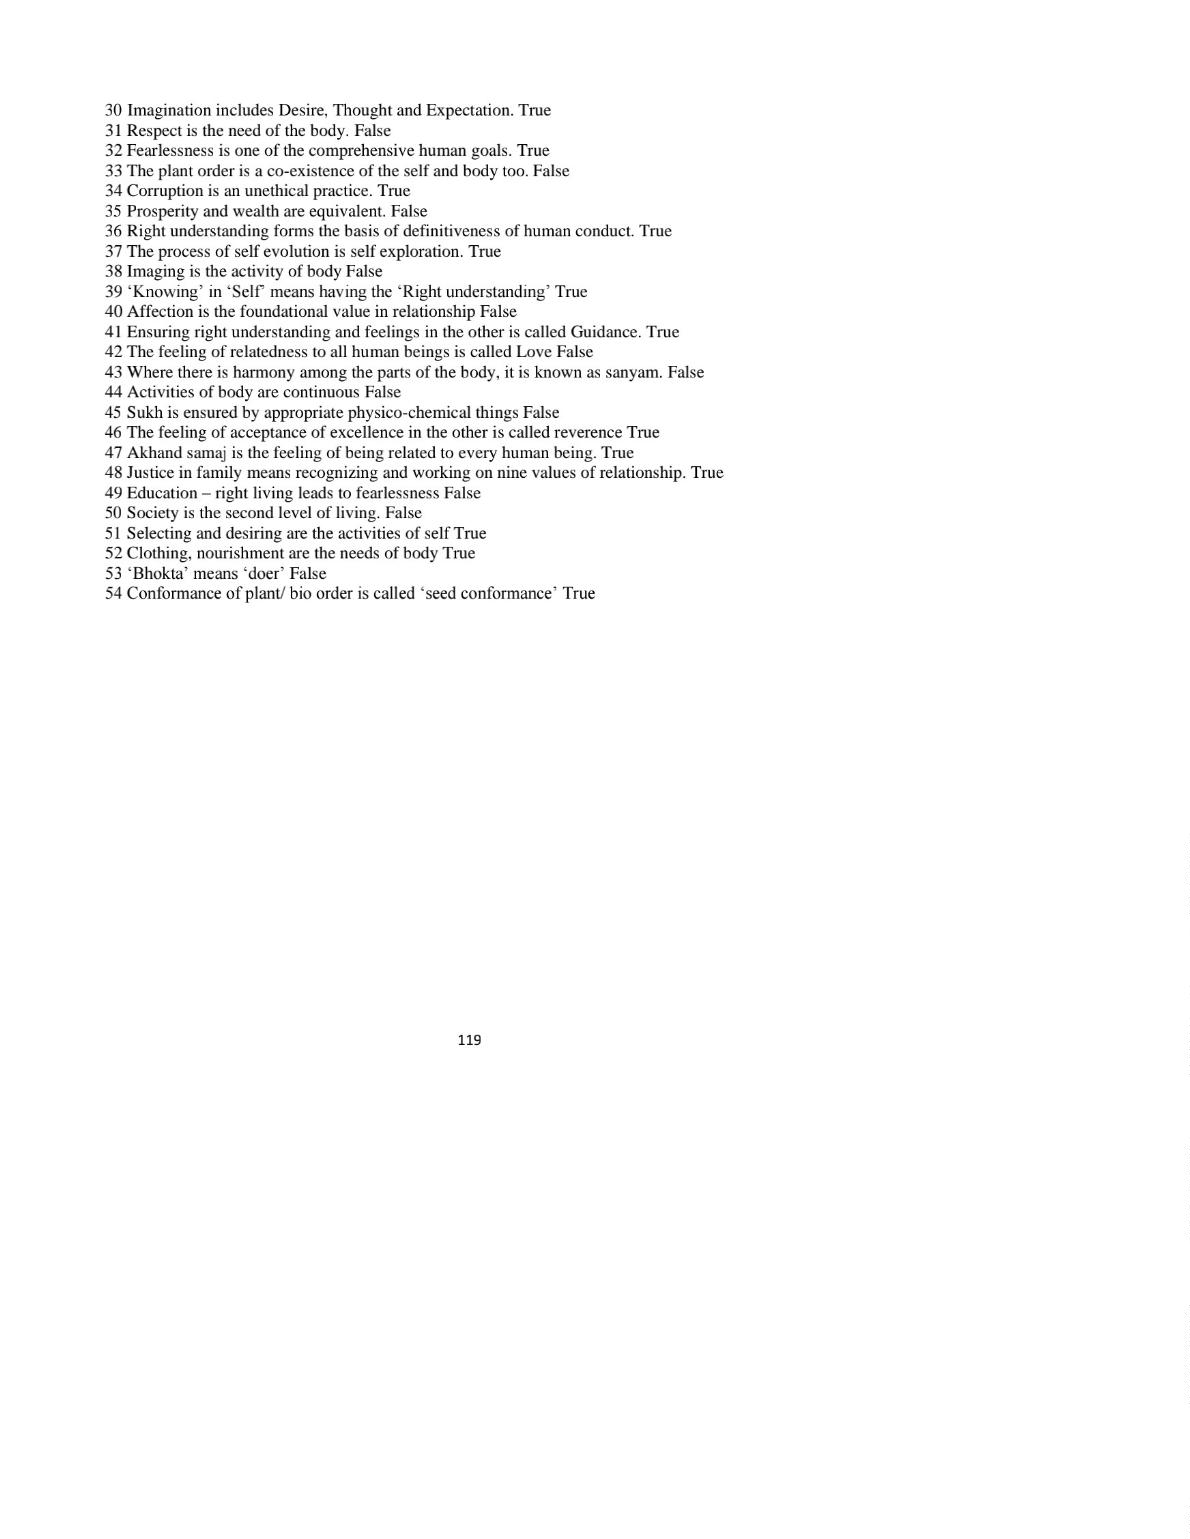 30 Imagination includes Desire, Thought and Expectation. True
31 Respect is the need of the body. False
32 Fearlessness is one of the comprehensive human goals. True
33 The plant order is a co-existence of the self and body too. False
34 Corruption is an unethical practice. True
35 Prosperity and wealth are equivalent. False
36 Right understanding forms the basis of definitiveness of human conduct. True
37 The process of self evolution is self exploration. True
38 Imaging is the activity of body False
39 ‘Knowing’ in ‘Self’ means having the ‘Right understanding’ True
40 Affection is the foundational value in relationship False
41 Ensuring right understanding and feelings in the other is called Guidance. True
42 The feeling of relatedness to all human beings is called Love False
43 Where there is harmony among the parts of the body, it is known as sanyam. False
44 Activities of body are continuous False
45 Sukh is ensured by appropriate physico-chemical things False
46 The feeling of acceptance of excellence in the other is called reverence True
47 Akhand samaj is the feeling of being related to every human being. True
48 Justice in family means recognizing and working on nine values of relationship. True
49 Education – right living leads to fearlessness False
50 Society is the second level of living. False
51 Selecting and desiring are the activities of self True
52 Clothing, nourishment are the needs of body True
53 ‘Bhokta’ means ‘doer’ False
54 Conformance of plant/ bio order is called ‘seed conformance’ True
119